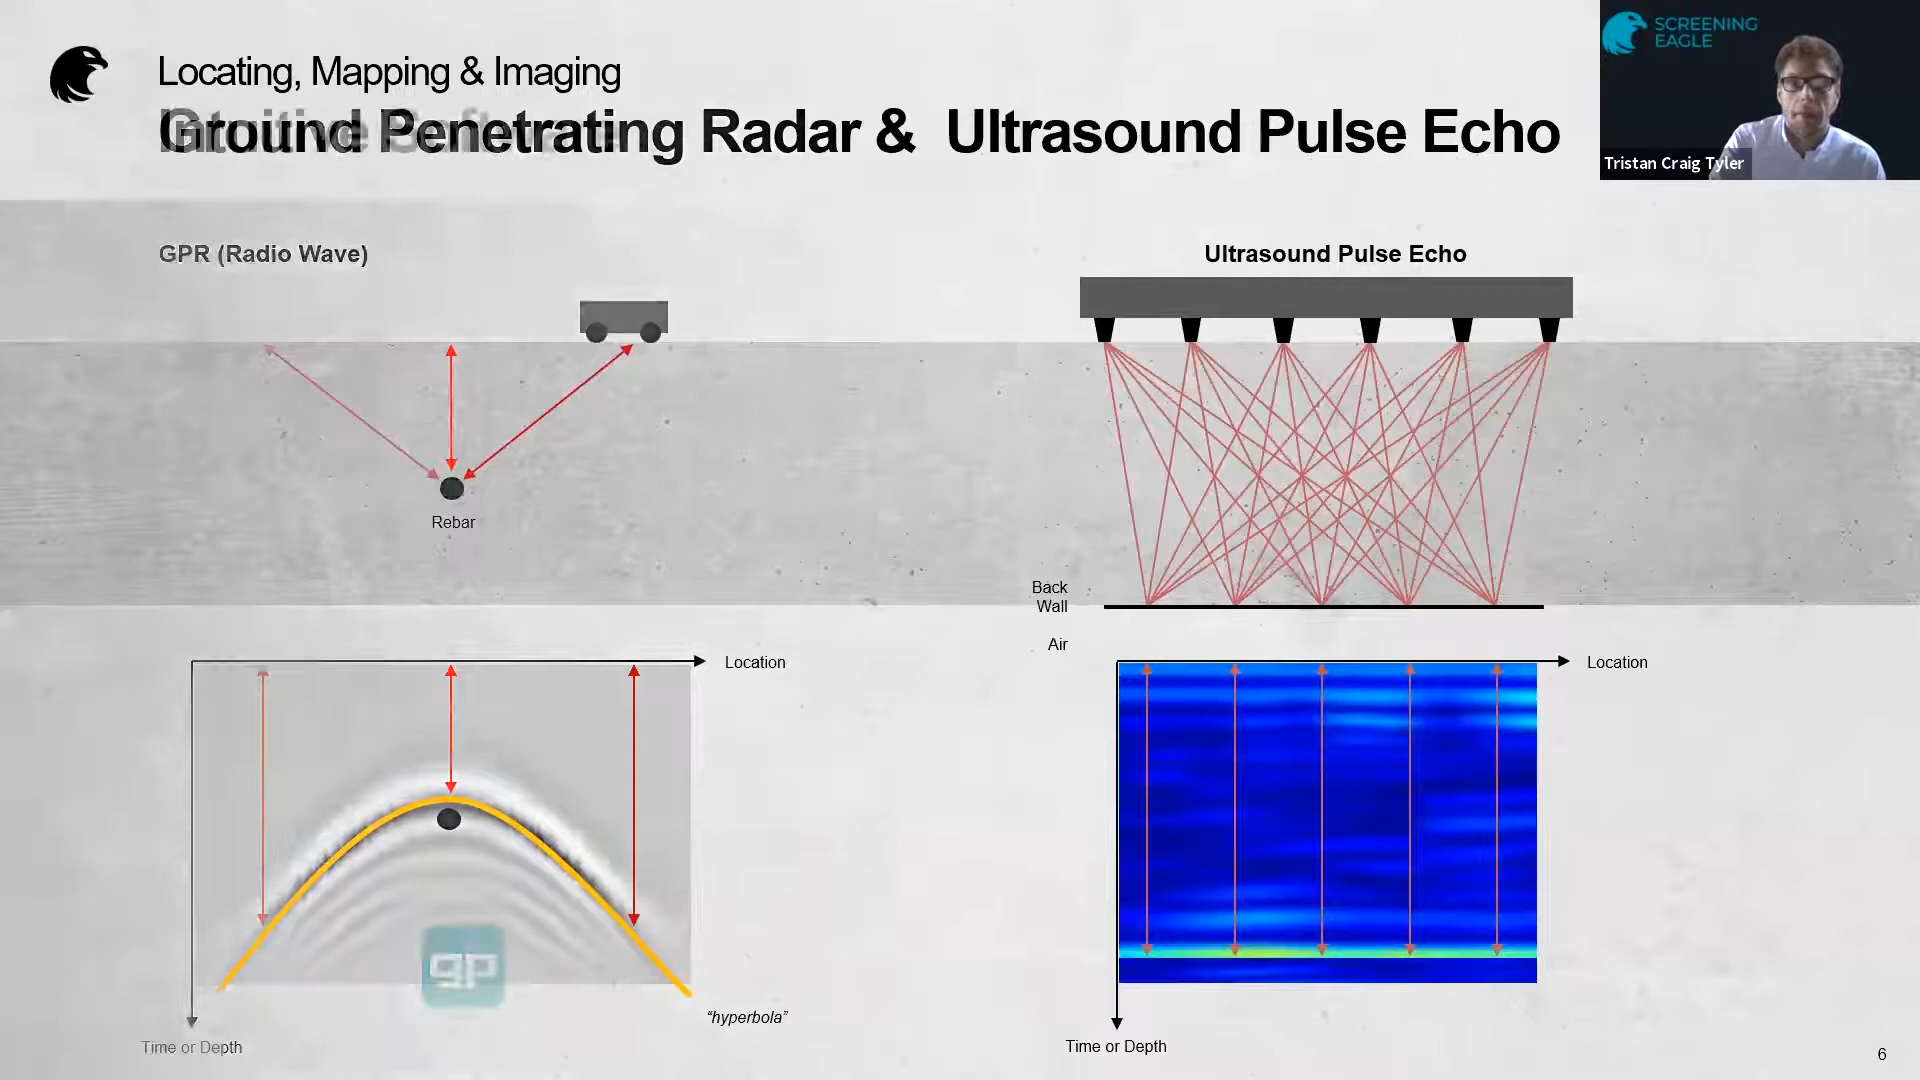 Locating, Mapping & Imaging
Ground Penetrating Radar & Ultrasound Pulse Echo
SCREENING
EAGLE
Tristan Craig Tyler
GPR (Radio Wave)
Rebar
Location
"hyperbola"
Time or Depth
Ultrasound Pulse Echo
Back
Wall
Air
Location
Time or Depth
6